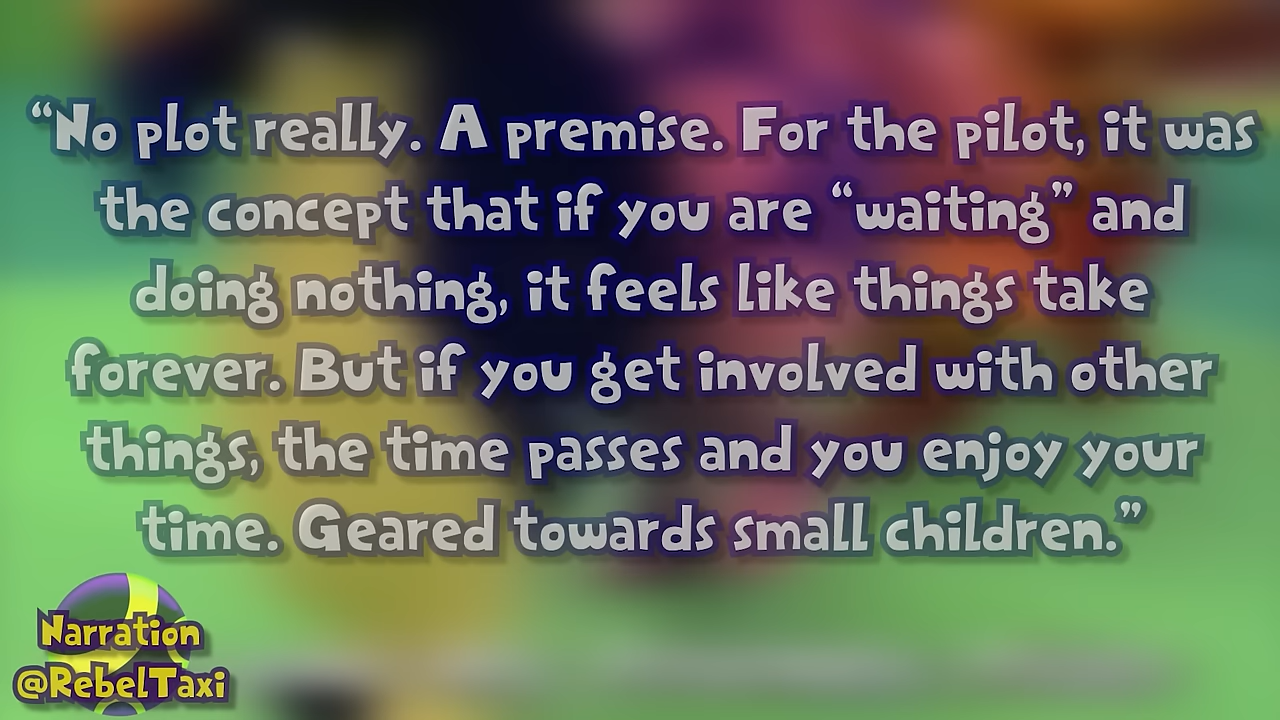 “No plot really. A premise. For the pilot, it was
the concept that if you are “waiting” and
doing nothing, it feels like things take
forever. But if you get involved with other
things, the time passes and you enjoy your
time. Geared towards small children.”
Narration
@RebelTaxi